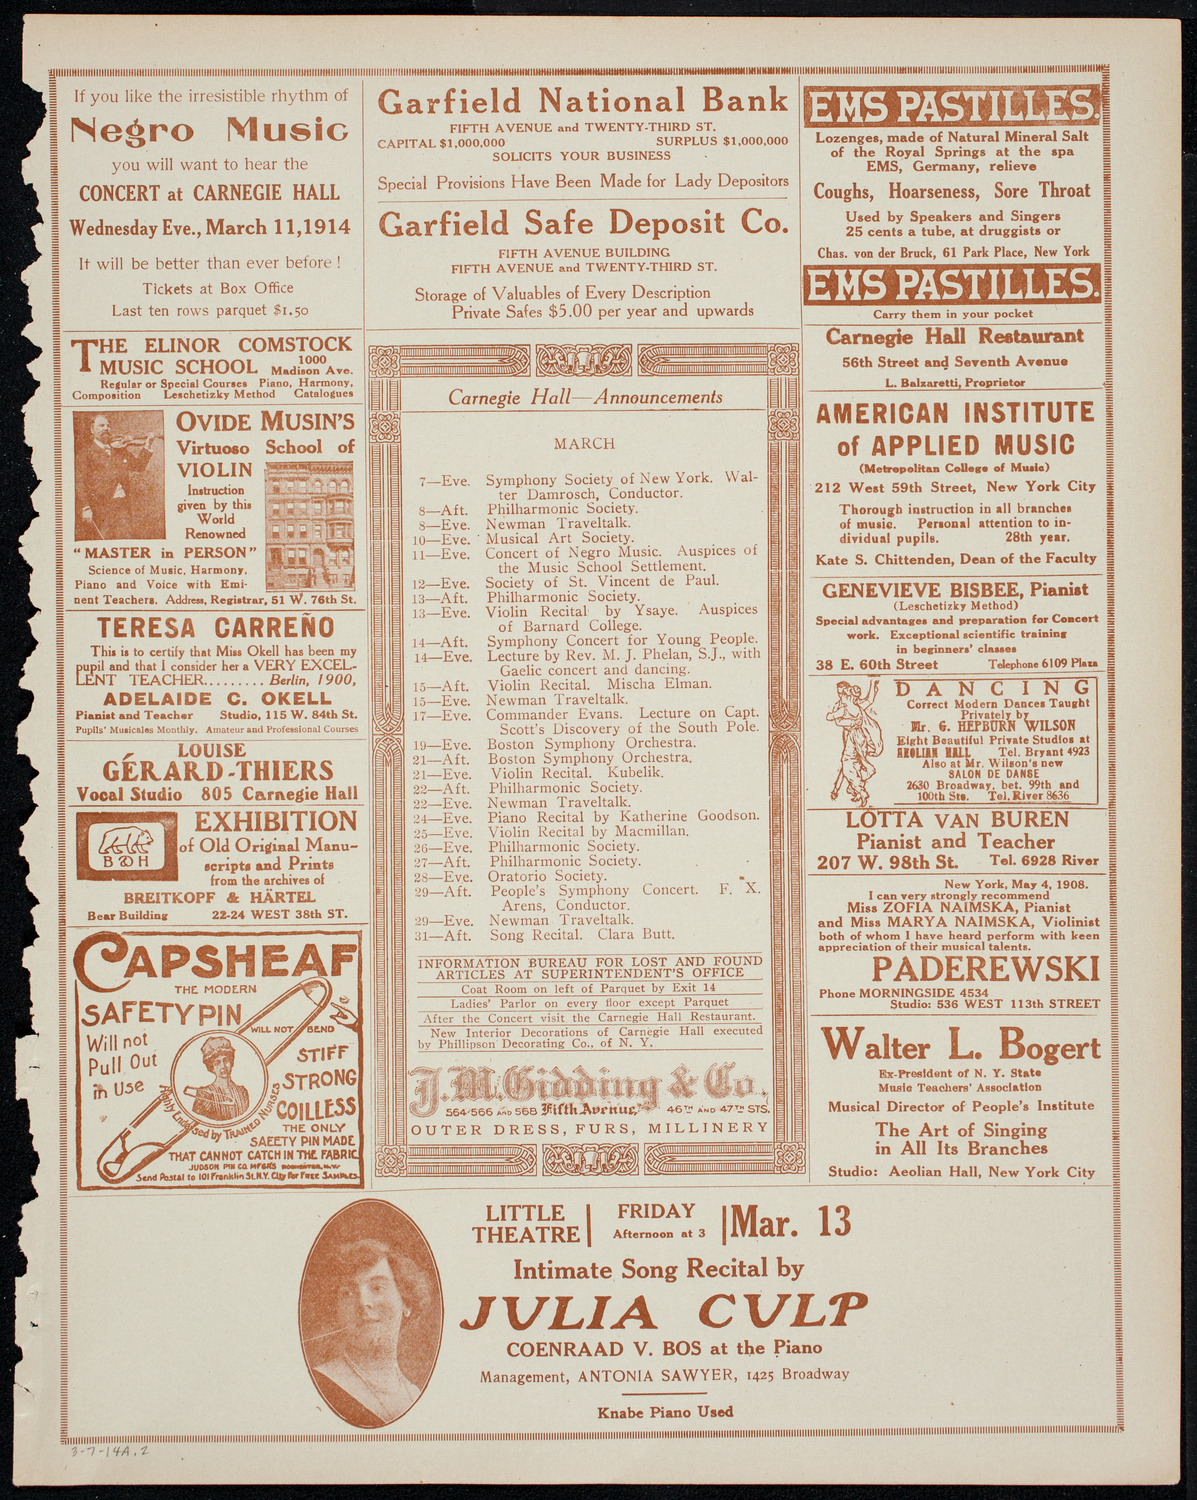 If you like the irresistible rhythm of
Negro Music
you will want to hear the
CONCERT at CARNEGIE HALL
Wednesday Eve., March 11, 1914
It will be better than ever before!
Tickets at Box Office
Last ten rows parquet $1.50
THE ELINOR COMSTOCK
MUSIC SCHOOL 1000 Madison Ave.
Regular or Special Courses Piano, Harmony,
Composition Leschetizky Method Catalogues
OVIDE MUSIN'S
Virtuoso School of
VIOLIN
Instruction
given by this
World
Renowned
"MASTER in PERSON"
Science of Music, Harmony,
Piano and Voice with Emi-
nent Teachers. Address, Registrar, 51 W. 76th St.
TERESA CARREÑO
This is to certify that Miss Okell has been my
pupil and that I consider her a VERY EXCEL-
LENT TEACHER......... Berlin, 1900,
ADELAIDE C. OKELL
Pianist and Teacher Studio, 115 W. 84th St.
Pupils' Musicales Monthly. Amateur and Professional Courses
LOUISE
GÉRARD-THIERS
Vocal Studio 805 Carnegie Hall
B & H
EXHIBITION
of Old Original Manu-
scripts and Prints
from the archives of
BREITKOPF & HÄRTEL
Bear Building 22-24 WEST 38th ST.
CAPSHEAF
THE MODERN
SAFETY PIN
WILL NOT BEND
Will not
Pull Out
in Use
STIFF
STRONG
COILLESS
Highly Endorsed by TRAINED NURSES
THE ONLY
SAFETY PIN MADE
THAT CANNOT CATCH IN THE FABRIC.
JUDSON PIN CO. MFGRS ROCHESTER, N.Y.
Send Postal to 101 Franklin St. N.Y. City for FREE SAMPLES
Garfield National Bank
FIFTH AVENUE and TWENTY-THIRD ST.
CAPITAL $1,000,000 SURPLUS $1,000,000
SOLICITS YOUR BUSINESS
Special Provisions Have Been Made for Lady Depositors
Garfield Safe Deposit Co.
FIFTH AVENUE BUILDING
FIFTH AVENUE and TWENTY-THIRD ST.
Storage of Valuables of Every Description
Private Safes $5.00 per year and upwards
Carnegie Hall—Announcements
MARCH
7—Eve. Symphony Society of New York. Wal-
ter Damrosch, Conductor.
8—Aft. Philharmonic Society.
8—Eve. Newman Traveltalk.
10—Eve. Musical Art Society.
11—Eve. Concert of Negro Music. Auspices of
the Music School Settlement.
12—Eve. Society of St. Vincent de Paul.
13—Aft. Philharmonic Society.
13—Eve. Violin Recital by Ysaye. Auspices
of Barnard College.
14—Aft. Symphony Concert for Young People.
14—Eve. Lecture by Rev. M. J. Phelan, S.J., with
Gaelic concert and dancing.
15—Aft. Violin Recital. Mischa Elman.
15—Eve. Newman Traveltalk.
17—Eve. Commander Evans. Lecture on Capt.
Scott's Discovery of the South Pole.
19—Eve. Boston Symphony Orchestra.
21—Aft. Boston Symphony Orchestra.
21—Eve. Violin Recital. Kubelik.
22—Aft. Philharmonic Society.
22—Eve. Newman Traveltalk.
24—Eve. Piano Recital by Katherine Goodson.
25—Eve. Violin Recital by Macmillan.
26—Eve. Philharmonic Society.
27—Aft. Philharmonic Society.
28—Eve. Oratorio Society.
29—Aft. People's Symphony Concert. F. X.
Arens, Conductor.
29—Eve. Newman Traveltalk.
31—Aft. Song Recital. Clara Butt.
INFORMATION BUREAU FOR LOST AND FOUND
ARTICLES AT SUPERINTENDENT'S OFFICE
Coat Room on left of Parquet by Exit 14
Ladies' Parlor on every floor except Parquet
After the Concert visit the Carnegie Hall Restaurant.
New Interior Decorations of Carnegie Hall executed
by Phillipson Decorating Co., of N. Y.
J. M. Gidding & Co.
564-566 AND 568 Fifth Avenue, 46TH AND 47TH STS.
OUTER DRESS, FURS, MILLINERY
EMS PASTILLES.
Lozenges, made of Natural Mineral Salt
of the Royal Springs at the spa
EMS, Germany, relieve
Coughs, Hoarseness, Sore Throat
Used by Speakers and Singers
25 cents a tube, at druggists or
Chas. von der Bruck, 61 Park Place, New York
EMS PASTILLES.
Carry them in your pocket
Carnegie Hall Restaurant
56th Street and Seventh Avenue
L. Balzaretti, Proprietor
AMERICAN INSTITUTE
of APPLIED MUSIC
(Metropolitan College of Music)
212 West 59th Street, New York City
Thorough instruction in all branches
of music. Personal attention to in-
dividual pupils. 28th year.
Kate S. Chittenden, Dean of the Faculty
GENEVIEVE BISBEE, Pianist
(Leschetizky Method)
Special advantages and preparation for Concert
work. Exceptional scientific training
in beginners' classes
38 E. 60th Street Telephone 6109 Plaza
DANCING
Correct Modern Dances Taught
Privately by
Mr. G. HEPBURN WILSON
Eight Beautiful Private Studios at
AEOLIAN HALL Tel. Bryant 4923
Also at Mr. Wilson's new
SALON DE DANSE
2630 Broadway, bet. 99th and
100th Sts. Tel. River 8636
LOTTA VAN BUREN
Pianist and Teacher
207 W. 98th St. Tel. 6928 River
New York, May 4, 1908.
I can very strongly recommend
Miss ZOFIA NAIMSKA, Pianist
and Miss MARYA NAIMSKA, Violinist
both of whom I have heard perform with keen
appreciation of their musical talents.
PADEREWSKI
Phone MORNINGSIDE 4534
Studio: 536 WEST 113th STREET
Walter L. Bogert
Ex-President of N. Y. State
Music Teachers' Association
Musical Director of People's Institute
The Art of Singing
in All Its Branches
Studio: Aeolian Hall, New York City
LITTLE THEATRE | FRIDAY Afternoon at 3 | Mar. 13
Intimate Song Recital by
JULIA CULP
COENRAAD V. BOS at the Piano
Management, ANTONIA SAWYER, 1425 Broadway
Knabe Piano Used
3-7-14A.2